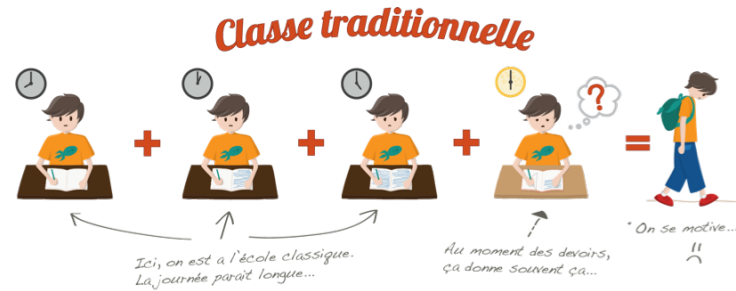 Classe traditionnelle
?
+ + + =
Ici, on est a l'école classique.
La journée parait longue...
Au moment des devoirs,
ça donne souvent ça...
* On se motive...